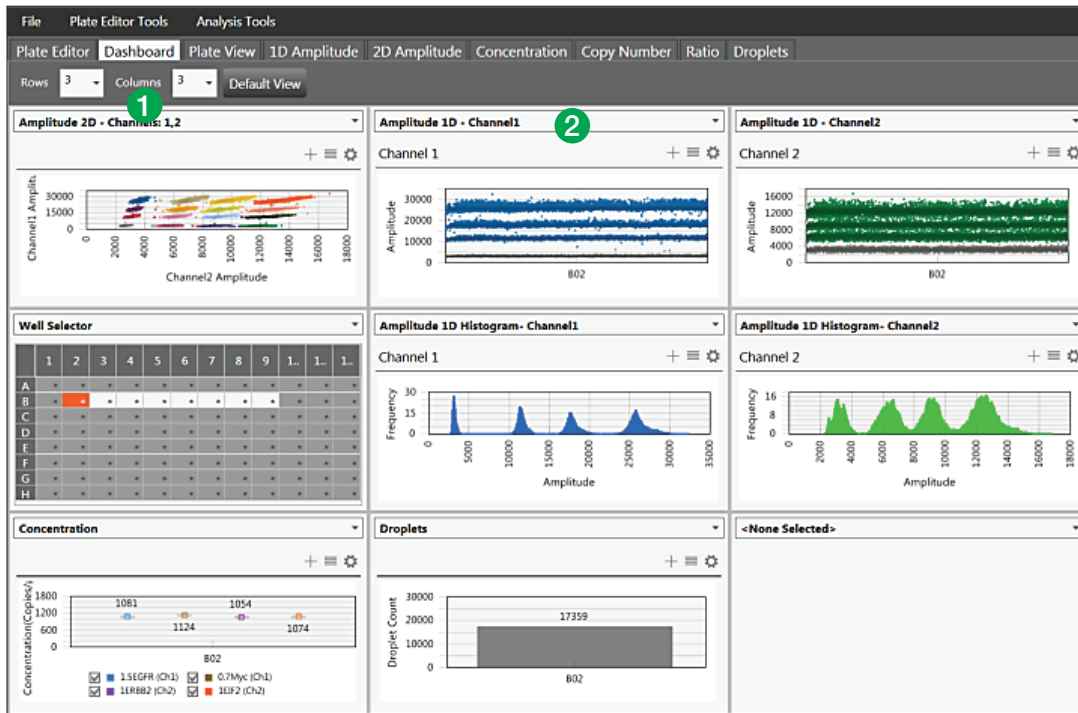 File Plate Editor Tools Analysis Tools
Plate Editor Dashboard Plate View 1D Amplitude 2D Amplitude Concentration Copy Number Ratio Droplets
Rows 3 Columns 3 Default View
1
2
Amplitude 2D - Channels: 1,2
Channel1 Amplitu
30000
15000
0
0 2000 4000 6000 8000 10000 12000 14000 16000 18000
Channel2 Amplitude
Amplitude 1D - Channel1
Channel 1
Amplitude
30000
20000
10000
0
B02
Amplitude 1D - Channel2
Channel 2
Amplitude
16000
12000
8000
4000
0
B02
Well Selector
1 2 3 4 5 6 7 8 9 1.. 1.. 1..
A
B
C
D
E
F
G
H
Amplitude 1D Histogram- Channel1
Channel 1
Frequency
30
15
0
0 5000 10000 15000 20000 25000 30000 35000
Amplitude
Amplitude 1D Histogram- Channel2
Channel 2
Frequency
16
8
0
0 2000 4000 6000 8000 10000 12000 14000 16000 18000
Amplitude
Concentration
Concentration(Copies/
1800
1200
600
0
1081 1054
1124 1074
B02
1.5EGFR (Ch1) 0.7Myc (Ch1)
1ERBB2 (Ch2) 1EIF2 (Ch2)
Droplets
Droplet Count
30000
20000
10000
0
17359
B02
<None Selected>